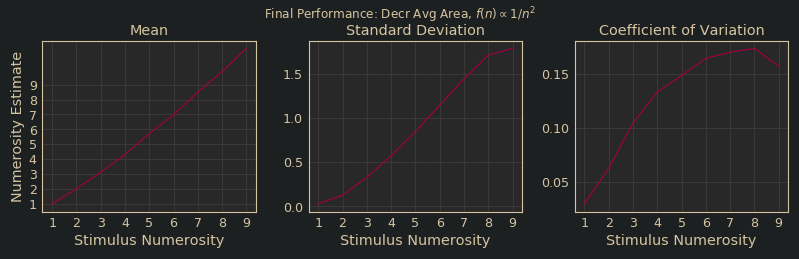 Final Performance: Decr Avg Area, f(n) ∝ 1/n²
Mean
Numerosity Estimate
9
8
7
6
5
4
3
2
1
1 2 3 4 5 6 7 8 9
Stimulus Numerosity
Standard Deviation
1.5
1.0
0.5
0.0
1 2 3 4 5 6 7 8 9
Stimulus Numerosity
Coefficient of Variation
0.15
0.10
0.05
1 2 3 4 5 6 7 8 9
Stimulus Numerosity